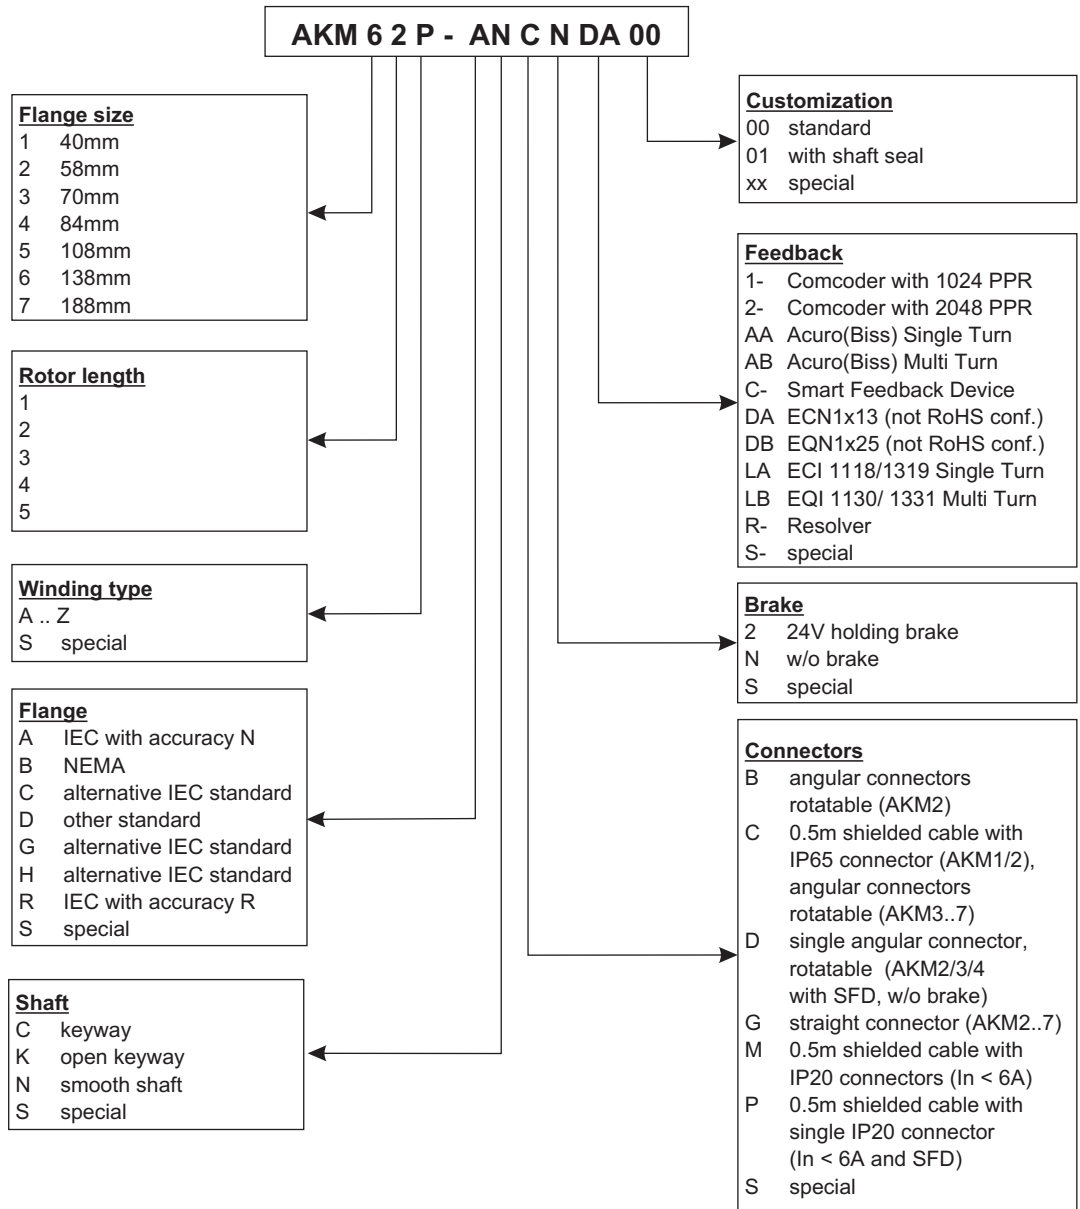 AKM 6 2 P - AN C N DA 00
Flange size
1 40mm
2 58mm
3 70mm
4 84mm
5 108mm
6 138mm
7 188mm
Rotor length
1
2
3
4
5
Winding type
A .. Z
S special
Flange
A IEC with accuracy N
B NEMA
C alternative IEC standard
D other standard
G alternative IEC standard
H alternative IEC standard
R IEC with accuracy R
S special
Shaft
C keyway
K open keyway
N smooth shaft
S special
Customization
00 standard
01 with shaft seal
xx special
Feedback
1- Comcoder with 1024 PPR
2- Comcoder with 2048 PPR
AA Acuro(Biss) Single Turn
AB Acuro(Biss) Multi Turn
C- Smart Feedback Device
DA ECN1x13 (not RoHS conf.)
DB EQN1x25 (not RoHS conf.)
LA ECI 1118/1319 Single Turn
LB EQI 1130/ 1331 Multi Turn
R- Resolver
S- special
Brake
2 24V holding brake
N w/o brake
S special
Connectors
B angular connectors
rotatable (AKM2)
C 0.5m shielded cable with
IP65 connector (AKM1/2),
angular connectors
rotatable (AKM3..7)
D single angular connector,
rotatable (AKM2/3/4
with SFD, w/o brake)
G straight connector (AKM2..7)
M 0.5m shielded cable with
IP20 connectors (In < 6A)
P 0.5m shielded cable with
single IP20 connector
(In < 6A and SFD)
S special